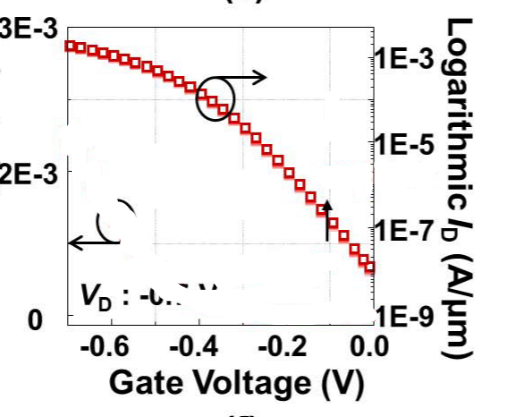 3E-3
2E-3
0
V_D :
-0.6 -0.4 -0.2 0.0
Gate Voltage (V)
1E-3
1E-5
1E-7
1E-9
Logarithmic I_D (A/μm)